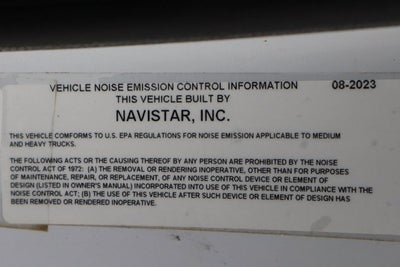 VEHICLE NOISE EMISSION CONTROL INFORMATION 08-2023
THIS VEHICLE BUILT BY
NAVISTAR, INC.
THIS VEHICLE COMFORMS TO U.S. EPA REGULATIONS FOR NOISE EMISSION APPLICABLE TO MEDIUM
AND HEAVY TRUCKS.
THE FOLLOWING ACTS OR THE CAUSING THEREOF BY ANY PERSON ARE PROHIBITED BY THE NOISE
CONTROL ACT OF 1972: (A) THE REMOVAL OR RENDERING INOPERATIVE, OTHER THAN FOR PURPOSES
OF MAINTENANCE, REPAIR, OR REPLACEMENT, OF ANY NOISE CONTROL DEVICE OR ELEMENT OF
DESIGN (LISTED IN OWNER'S MANUAL) INCORPORATED INTO USE OF THIS VEHICLE IN COMPLIANCE WITH THE
NOISE CONTROL ACT; (B) THE USE OF THIS VEHICLE AFTER SUCH DEVICE OR ELEMENT OF DESIGN HAS
BEEN REMOVED OR RENDERED INOPERATIVE.